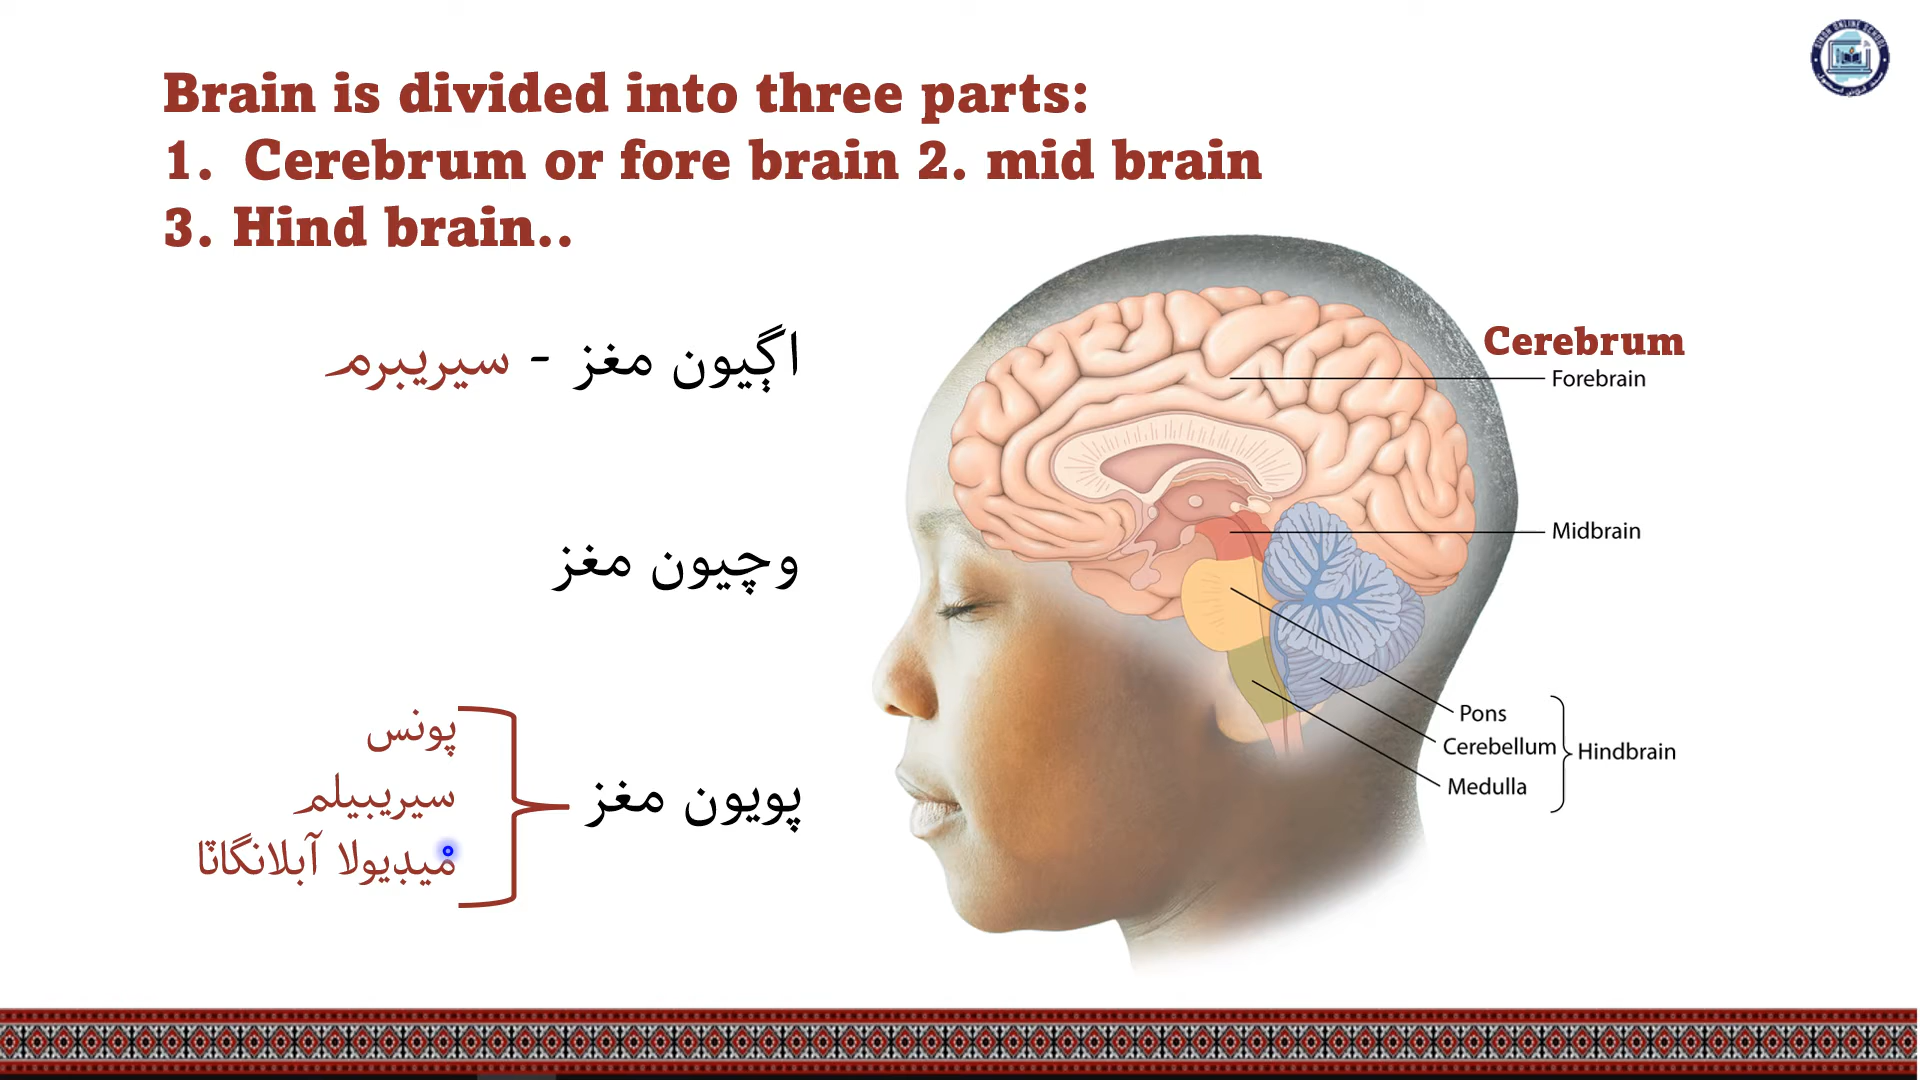 Brain is divided into three parts:
1. Cerebrum or fore brain 2. mid brain
3. Hind brain..
اڳيون مغز - سيريبرم
وچيون مغز
پويون مغز
پونس
سيريبيلم
ميڊيولا آبلانگاٽا
Cerebrum
Forebrain
Midbrain
Pons
Cerebellum
Medulla
Hindbrain